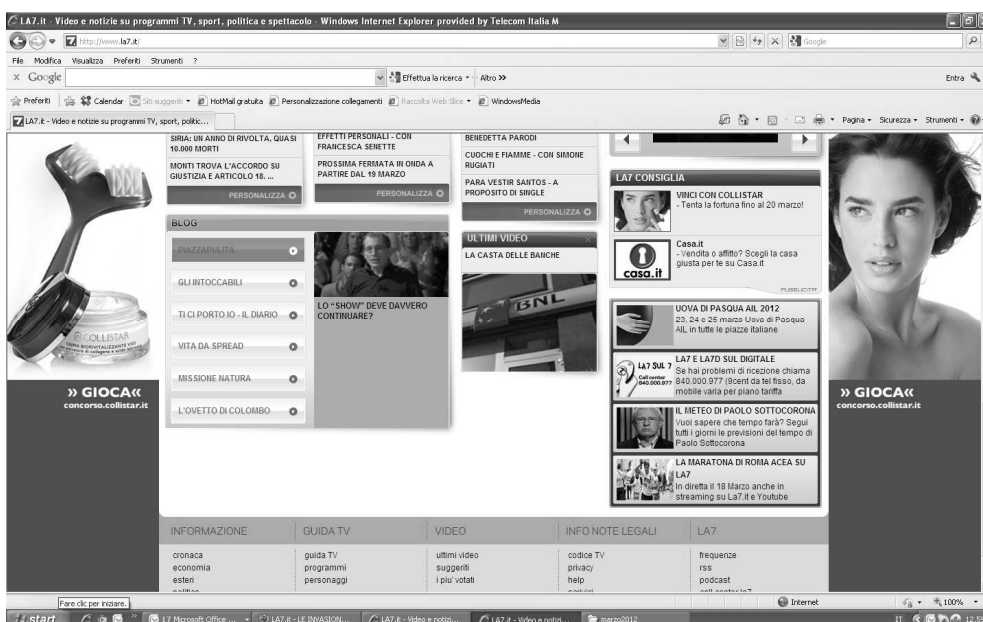 LA7.it - Video e notizie su programmi TV, sport, politica e spettacolo - Windows Internet Explorer provided by Telecom Italia M
http://www.la7.it/
Google
File Modifica Visualizza Preferiti Strumenti ?
x Google
Effettua la ricerca
Altro >>
Entra
Preferiti
Calendar
Siti suggeriti
HotMail gratuita
Personalizzazione collegamenti
Raccolta Web Slice
WindowsMedia
LA7.it - Video e notizie su programmi TV, sport, politic...
Pagina
Sicurezza
Strumenti
SIRIA: UN ANNO DI RIVOLTA, QUASI
10.000 MORTI
MONTI TROVA L'ACCORDO SU
GIUSTIZIA E ARTICOLO 18. ...
PERSONALIZZA
EFFETTI PERSONALI - CON
FRANCESCA SENETTE
PROSSIMA FERMATA IN ONDA A
PARTIRE DAL 19 MARZO
PERSONALIZZA
BENEDETTA PARODI
CUOCHI E FIAMME - CON SIMONE
RUGIATI
PARA VESTIR SANTOS - A
PROPOSITO DI SINGLE
PERSONALIZZA
BLOG
PIAZZAPULITA
GLI INTOCCABILI
TI CI PORTO IO - IL DIARIO
VITA DA SPREAD
MISSIONE NATURA
L'OVETTO DI COLOMBO
LO "SHOW" DEVE DAVVERO
CONTINUARE?
ULTIMI VIDEO
LA CASTA DELLE BANCHE
BNL
LA7 CONSIGLIA
VINCI CON COLLISTAR
- Tenta la fortuna fino al 20 marzo!
casa.it
Casa.it
- Vendita o affitto? Scegli la casa
giusta per te su Casa.it
PUBBLICITA'
UOVA DI PASQUA AIL 2012
23, 24 e 25 marzo Uova di Pasqua
AIL in tutte le piazze italiane
LA7 SUL 7
Call center
840.000.977
LA7 E LA7D SUL DIGITALE
Se hai problemi di ricezione chiama
840.000.977 (9cent da tel fisso, da
mobile varia per piano tariffa
IL METEO DI PAOLO SOTTOCORONA
Vuoi sapere che tempo farà? Segui
tutti i giorni le previsioni del tempo di
Paolo Sottocorona
LA MARATONA DI ROMA ACEA SU
LA7
In diretta il 18 Marzo anche in
streaming su La7.it e Youtube
COLLISTAR
>> GIOCA<<
concorso.collistar.it
>> GIOCA<<
concorso.collistar.it
INFORMAZIONE
cronaca
economia
esteri
politica
GUIDA TV
guida TV
programmi
personaggi
VIDEO
ultimi video
suggeriti
i piu' votati
INFO NOTE LEGALI
codice TV
privacy
help
LA7
frequenze
rss
podcast
call center la7
Fare clic per iniziare.
Internet
100%
start
17 Microsoft Office ...
LA7.it - LE INVASION...
LA7.it - Video e notizi...
LA7.it - Video e notizi...
marzo2012
IT